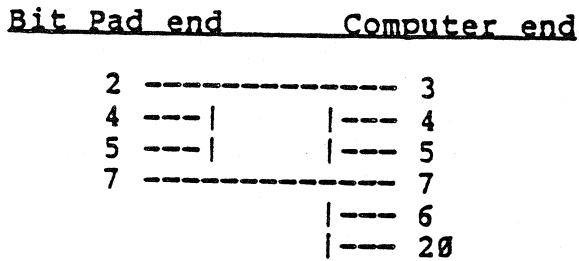 Bit Pad end Computer end
2 --------------- 3
4 ---| |--- 4
5 ---| |--- 5
7 --------------- 7
|--- 6
|--- 20